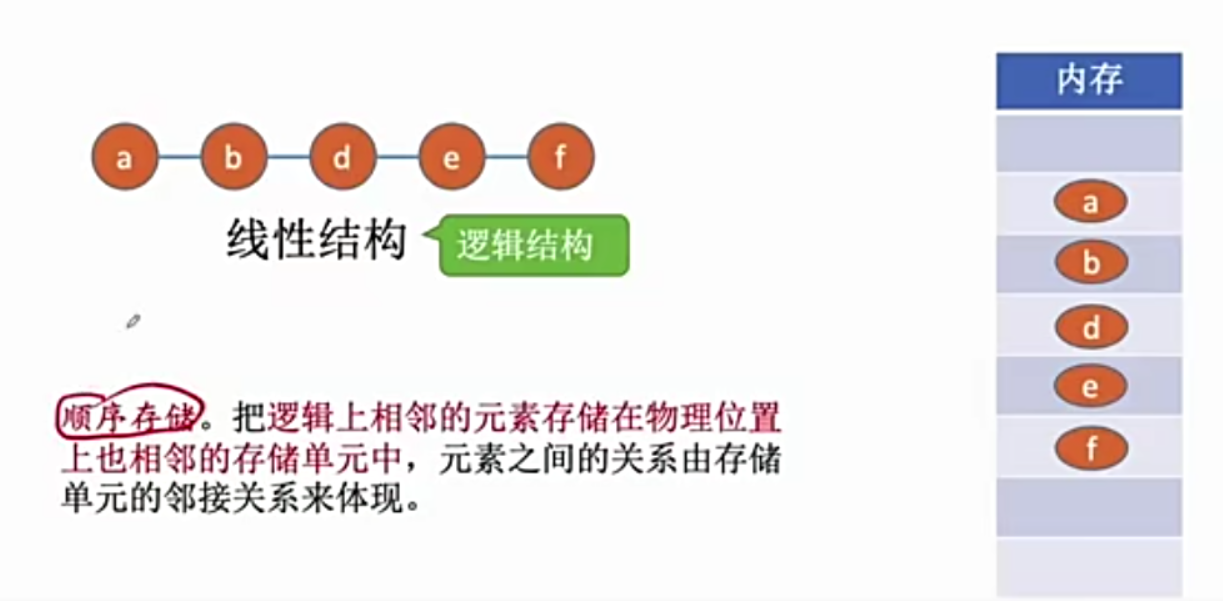 a b d e f
线性结构
逻辑结构
顺序存储。把逻辑上相邻的元素存储在物理位置
上也相邻的存储单元中，元素之间的关系由存储
单元的邻接关系来体现。
内存
a
b
d
e
f